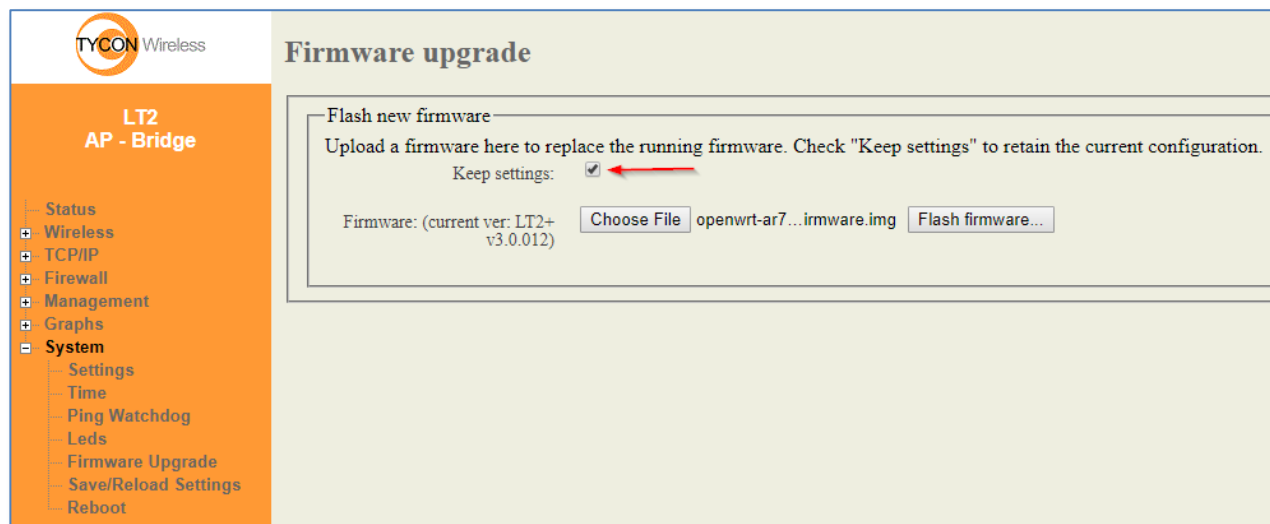 TYCON Wireless
LT2
AP - Bridge
Status
Wireless
TCP/IP
Firewall
Management
Graphs
System
Settings
Time
Ping Watchdog
Leds
Firmware Upgrade
Save/Reload Settings
Reboot
Firmware upgrade
Flash new firmware
Upload a firmware here to replace the running firmware. Check "Keep settings" to retain the current configuration.
Keep settings:
Firmware: (current ver: LT2+
v3.0.012)
Choose File openwrt-ar7...irmware.img Flash firmware...